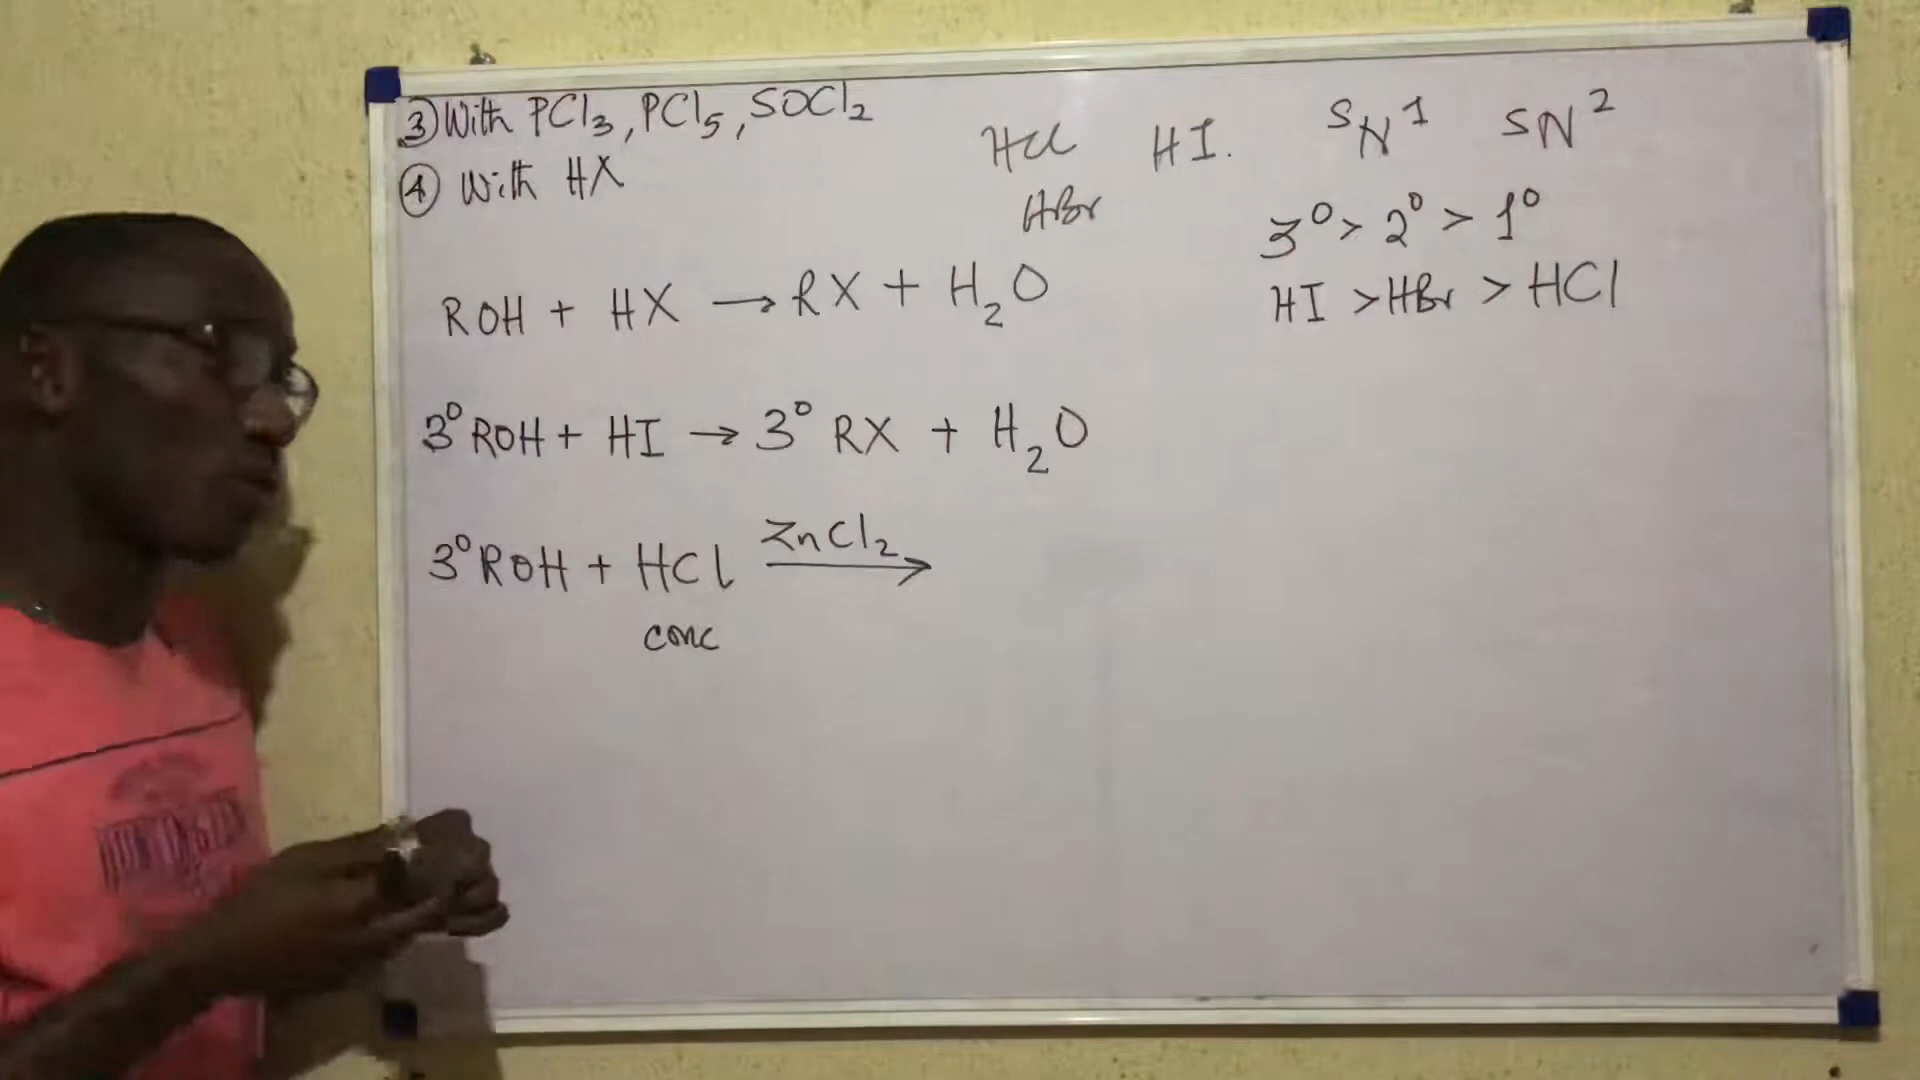 ③ With PCl₃, PCl₅, SOCl₂
④ With HX
HCl HI.
HBr
SN¹ SN²
3° > 2° > 1°
HI > HBr > HCl
ROH + HX → RX + H₂O
3° ROH + HI → 3° RX + H₂O
3° ROH + HCl ZnCl₂ →
conc